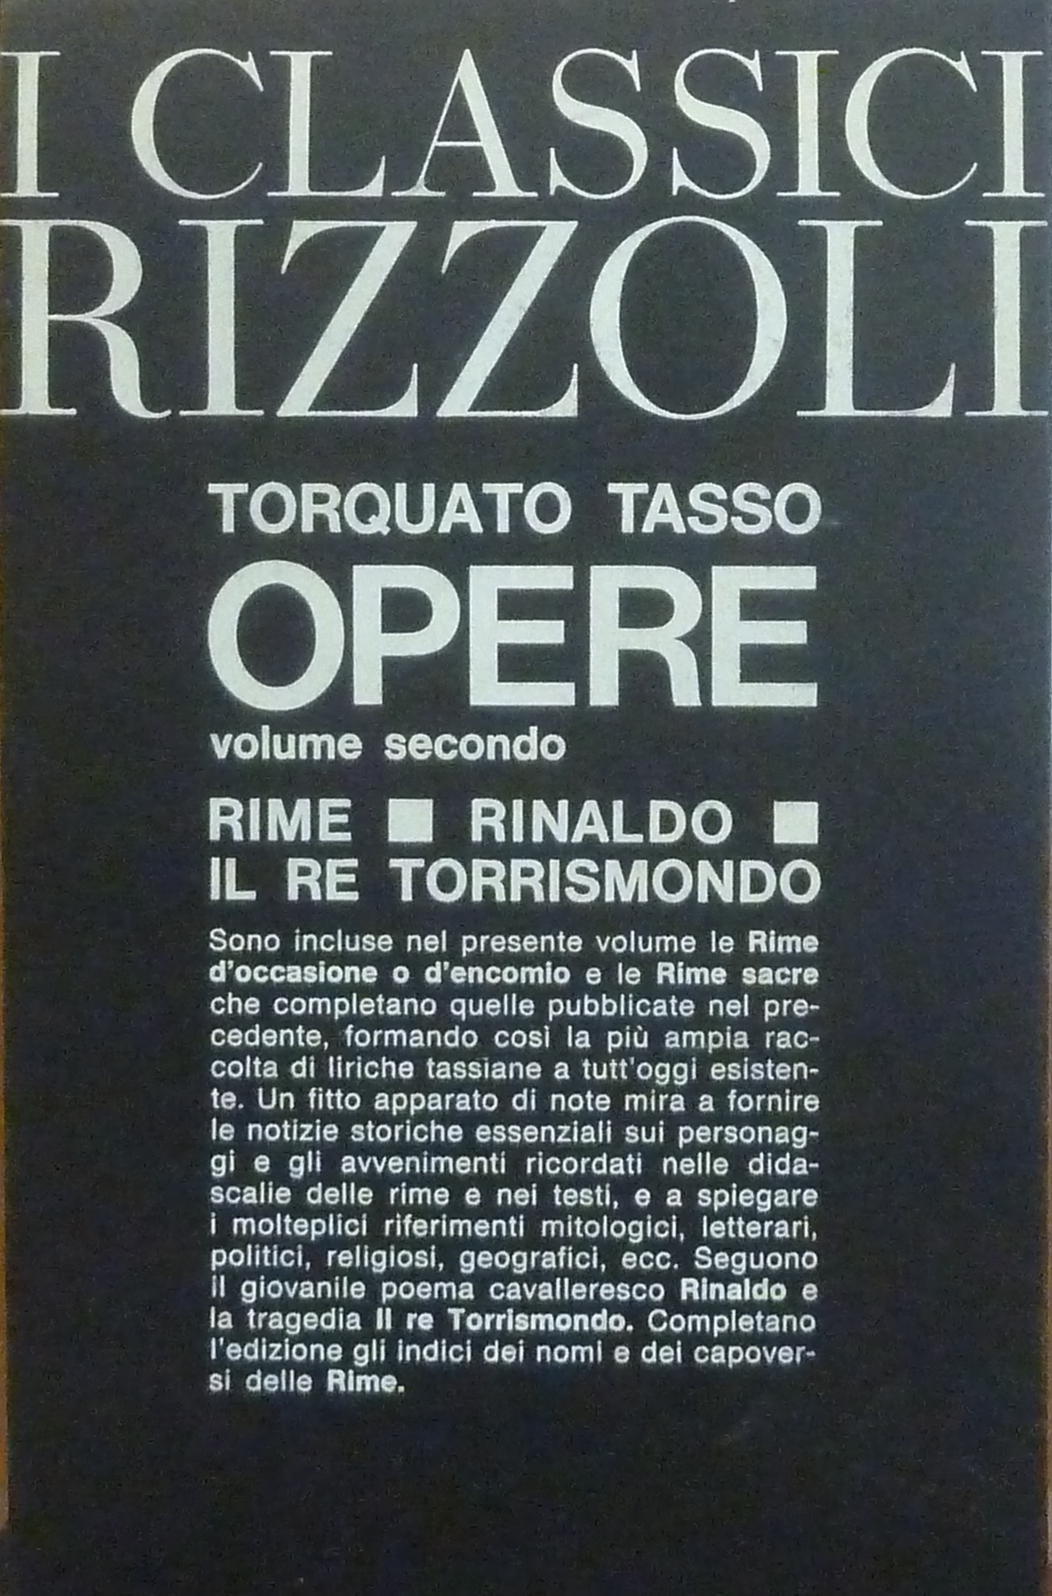 I CLASSICI
RIZZOLI
TORQUATO TASSO
OPERE
volume secondo
RIME ■ RINALDO ■
IL RE TORRISMONDO
Sono incluse nel presente volume le Rime
d'occasione o d'encomio e le Rime sacre
che completano quelle pubblicate nel pre-
cedente, formando così la più ampia rac-
colta di liriche tassiane a tutt'oggi esisten-
te. Un fitto apparato di note mira a fornire
le notizie storiche essenziali sui personag-
gi e gli avvenimenti ricordati nelle dida-
scalie delle rime e nei testi, e a spiegare
i molteplici riferimenti mitologici, letterari,
politici, religiosi, geografici, ecc. Seguono
il giovanile poema cavalleresco Rinaldo e
la tragedia Il re Torrismondo. Completano
l'edizione gli indici dei nomi e dei capover-
si delle Rime.